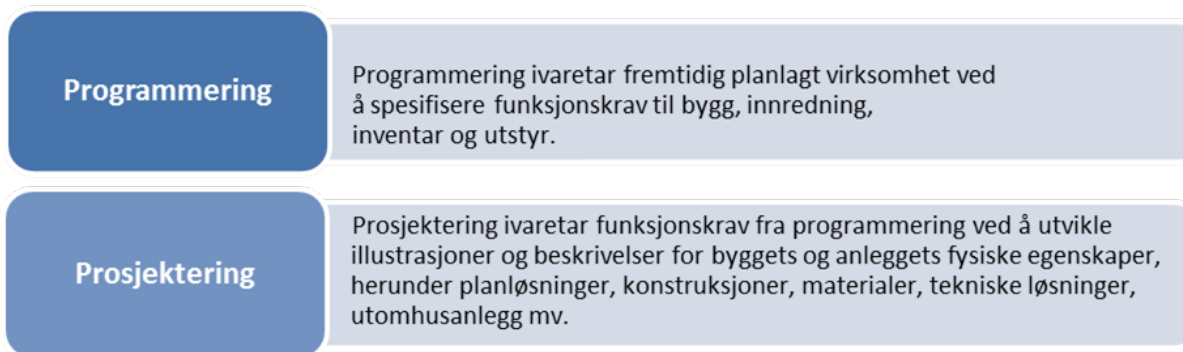 Programmering
Programmering ivaretar fremtidig planlagt virksomhet ved
å spesifisere funksjonskrav til bygg, innredning,
inventar og utstyr.
Prosjektering
Prosjektering ivaretar funksjonskrav fra programmering ved å utvikle
illustrasjoner og beskrivelser for byggets og anleggets fysiske egenskaper,
herunder planløsninger, konstruksjoner, materialer, tekniske løsninger,
utomhusanlegg mv.